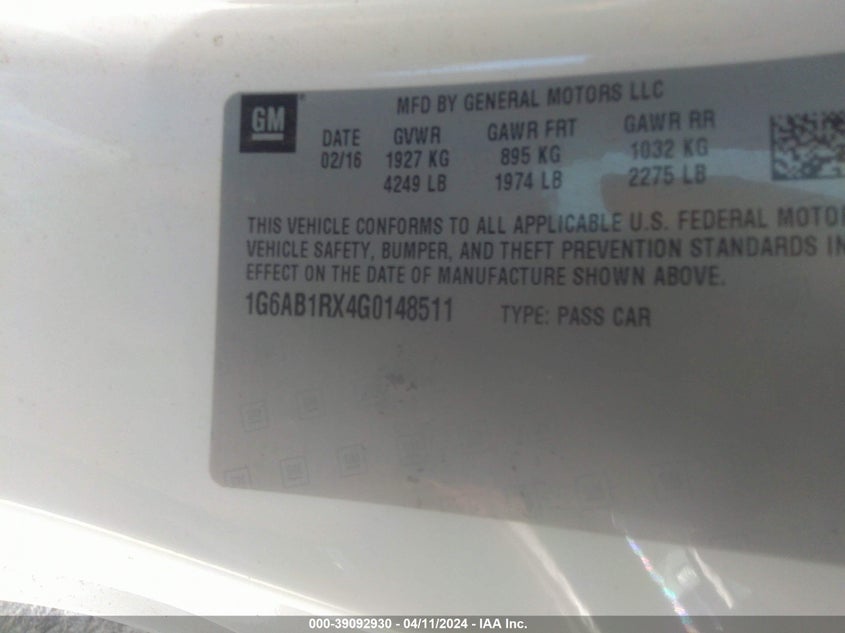 GM
MFD BY GENERAL MOTORS LLC
DATE GVWR GAWR FRT GAWR RR
02/16 1927 KG 895 KG 1032 KG
4249 LB 1974 LB 2275 LB
THIS VEHICLE CONFORMS TO ALL APPLICABLE U.S. FEDERAL MOTOR
VEHICLE SAFETY, BUMPER, AND THEFT PREVENTION STANDARDS IN
EFFECT ON THE DATE OF MANUFACTURE SHOWN ABOVE.
1G6AB1RX4G0148511 TYPE: PASS CAR
000-39092930 - 04/11/2024 - IAA Inc.